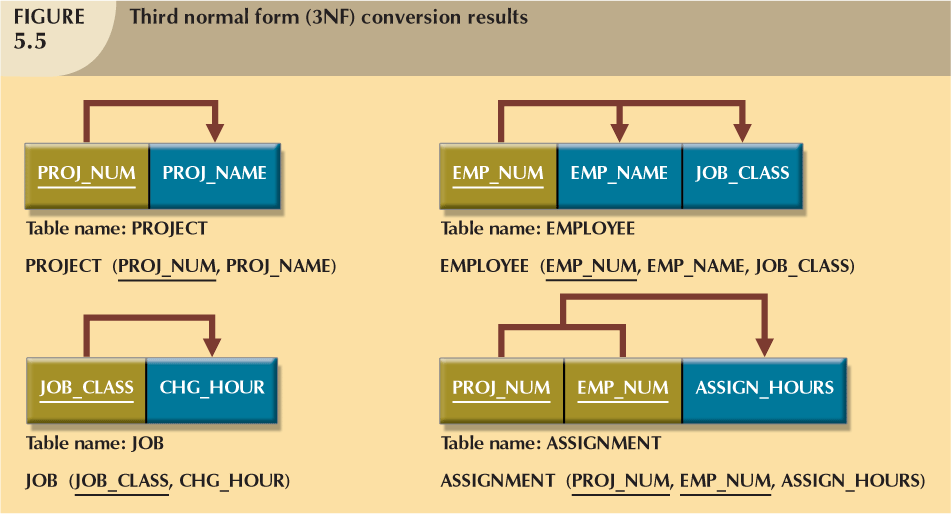 FIGURE
5.5
Third normal form (3NF) conversion results
PROJ_NUM PROJ_NAME
Table name: PROJECT
PROJECT (PROJ_NUM, PROJ_NAME)
EMP_NUM EMP_NAME JOB_CLASS
Table name: EMPLOYEE
EMPLOYEE (EMP_NUM, EMP_NAME, JOB_CLASS)
JOB_CLASS CHG_HOUR
Table name: JOB
JOB (JOB_CLASS, CHG_HOUR)
PROJ_NUM EMP_NUM ASSIGN_HOURS
Table name: ASSIGNMENT
ASSIGNMENT (PROJ_NUM, EMP_NUM, ASSIGN_HOURS)